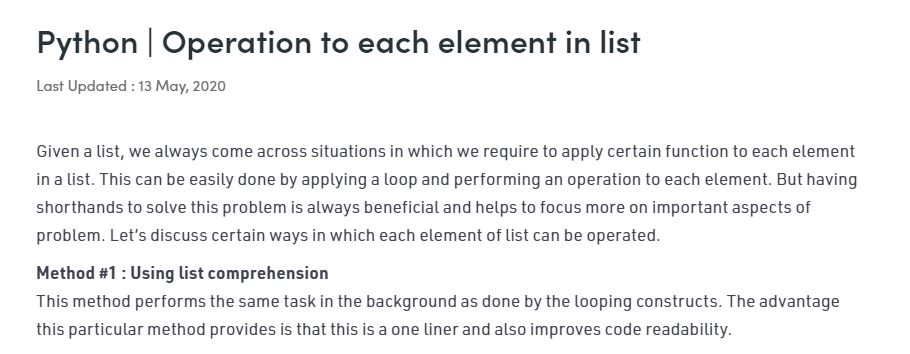 Python | Operation to each element in list
Last Updated : 13 May, 2020
Given a list, we always come across situations in which we require to apply certain function to each element
in a list. This can be easily done by applying a loop and performing an operation to each element. But having
shorthands to solve this problem is always beneficial and helps to focus more on important aspects of
problem. Let’s discuss certain ways in which each element of list can be operated.
Method #1 : Using list comprehension
This method performs the same task in the background as done by the looping constructs. The advantage
this particular method provides is that this is a one liner and also improves code readability.